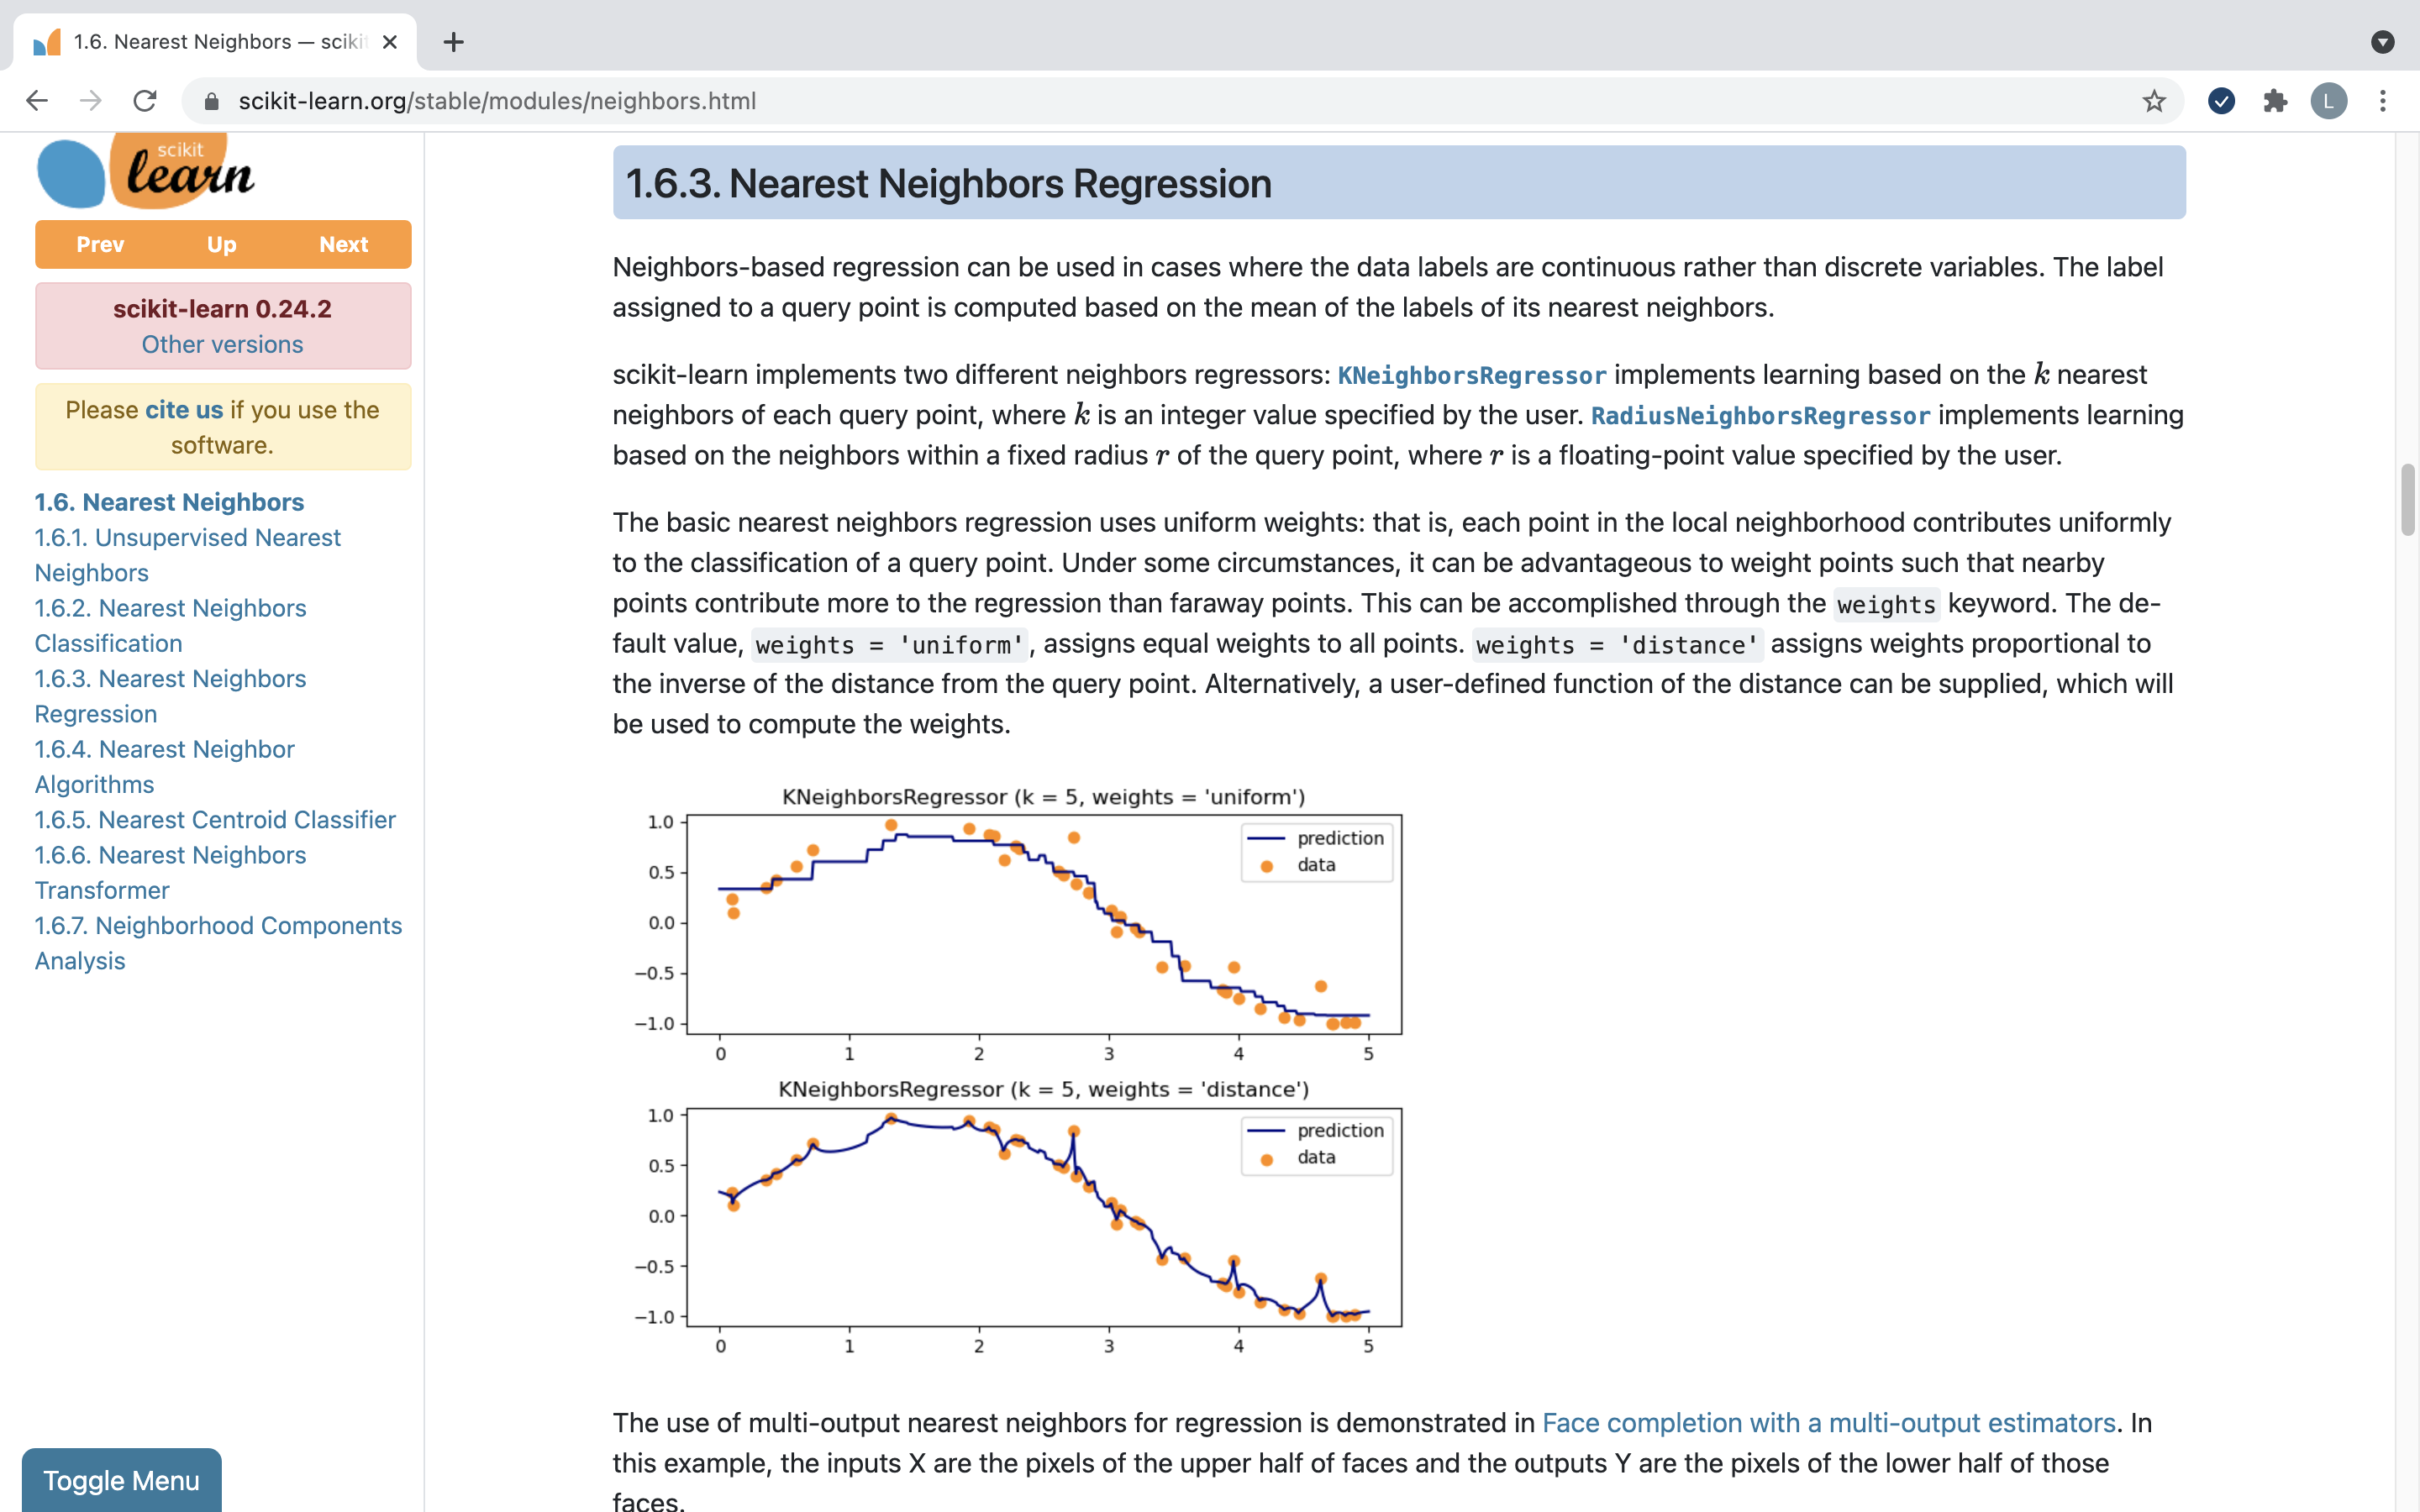 1.6. Nearest Neighbors — sciki
scikit-learn.org/stable/modules/neighbors.html
L
scikit
learn
Prev Up Next
scikit-learn 0.24.2
Other versions
Please cite us if you use the
software.
1.6. Nearest Neighbors
1.6.1. Unsupervised Nearest
Neighbors
1.6.2. Nearest Neighbors
Classification
1.6.3. Nearest Neighbors
Regression
1.6.4. Nearest Neighbor
Algorithms
1.6.5. Nearest Centroid Classifier
1.6.6. Nearest Neighbors
Transformer
1.6.7. Neighborhood Components
Analysis
Toggle Menu
1.6.3. Nearest Neighbors Regression
Neighbors-based regression can be used in cases where the data labels are continuous rather than discrete variables. The label
assigned to a query point is computed based on the mean of the labels of its nearest neighbors.
scikit-learn implements two different neighbors regressors: KNeighborsRegressor implements learning based on the k nearest
neighbors of each query point, where k is an integer value specified by the user. RadiusNeighborsRegressor implements learning
based on the neighbors within a fixed radius r of the query point, where r is a floating-point value specified by the user.
The basic nearest neighbors regression uses uniform weights: that is, each point in the local neighborhood contributes uniformly
to the classification of a query point. Under some circumstances, it can be advantageous to weight points such that nearby
points contribute more to the regression than faraway points. This can be accomplished through the weights keyword. The de-
fault value, weights = 'uniform', assigns equal weights to all points. weights = 'distance' assigns weights proportional to
the inverse of the distance from the query point. Alternatively, a user-defined function of the distance can be supplied, which will
be used to compute the weights.
KNeighborsRegressor (k = 5, weights = 'uniform')
1.0
0.5
0.0
−0.5
−1.0
prediction
data
0 1 2 3 4 5
KNeighborsRegressor (k = 5, weights = 'distance')
1.0
0.5
0.0
−0.5
−1.0
prediction
data
0 1 2 3 4 5
The use of multi-output nearest neighbors for regression is demonstrated in Face completion with a multi-output estimators. In
this example, the inputs X are the pixels of the upper half of faces and the outputs Y are the pixels of the lower half of those
faces.